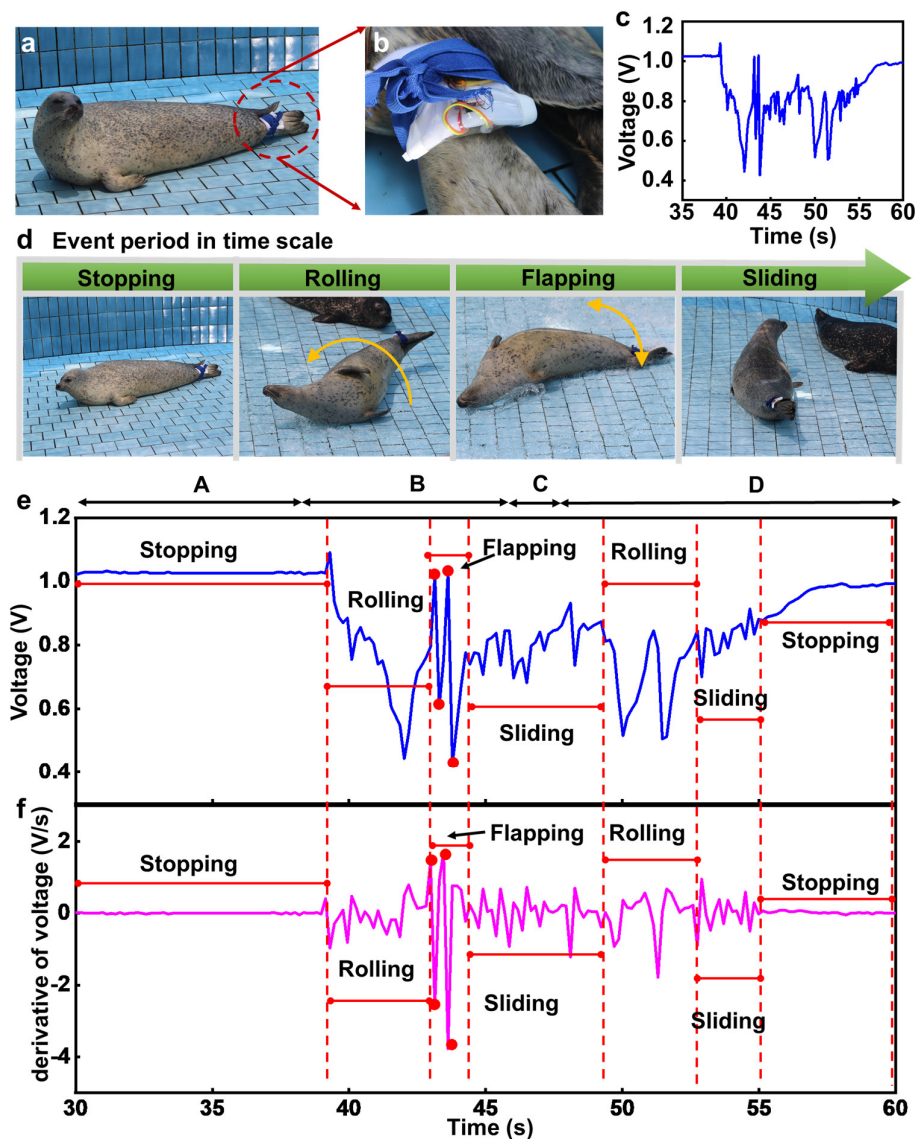 a
b
c
Voltage (V)
1.2
1.0
0.8
0.6
0.4
35 40 45 50 55 60
Time (s)
d Event period in time scale
Stopping Rolling Flapping Sliding
A B C D
e
Voltage (V)
1.2
1.0
0.8
0.6
0.4
Stopping
Rolling
Flapping
Sliding
Rolling
Sliding
Stopping
f
derivative of voltage (V/s)
2
0
-2
-4
Stopping
Rolling
Flapping
Sliding
Rolling
Sliding
Stopping
30 35 40 45 50 55 60
Time (s)